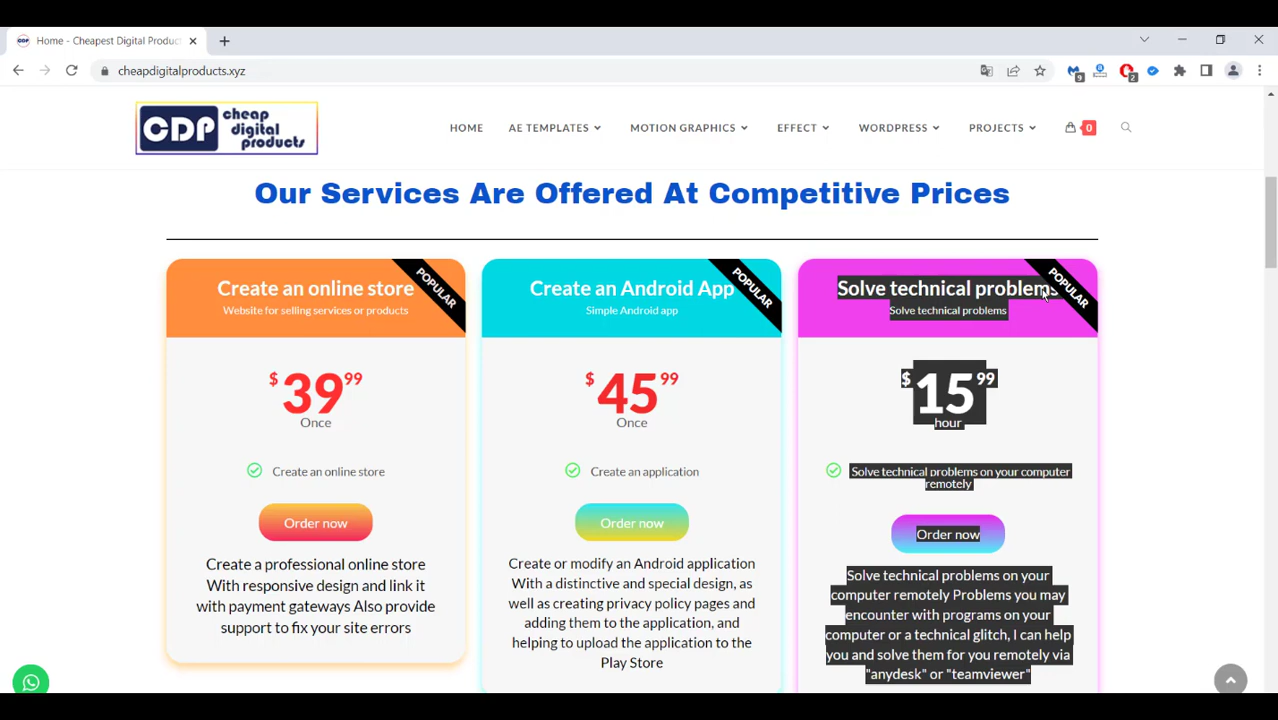 Home - Cheapest Digital Produc
cheapdigitalproducts.xyz
9
2
CDP cheap
digital
products
HOME AE TEMPLATES MOTION GRAPHICS EFFECT WORDPRESS PROJECTS 0
Our Services Are Offered At Competitive Prices
Create an online store
Website for selling services or products
POPULAR
$39.99
Once
Create an online store
Order now
Create a professional online store
With responsive design and link it
with payment gateways Also provide
support to fix your site errors
Create an Android App
Simple Android app
POPULAR
$45.99
Once
Create an application
Order now
Create or modify an Android application
With a distinctive and special design, as
well as creating privacy policy pages and
adding them to the application, and
helping to upload the application to the
Play Store
Solve technical problems
Solve technical problems
POPULAR
$15.99
hour
Solve technical problems on your computer
remotely
Order now
Solve technical problems on your
computer remotely Problems you may
encounter with programs on your
computer or a technical glitch, I can help
you and solve them for you remotely via
"anydesk" or "teamviewer"